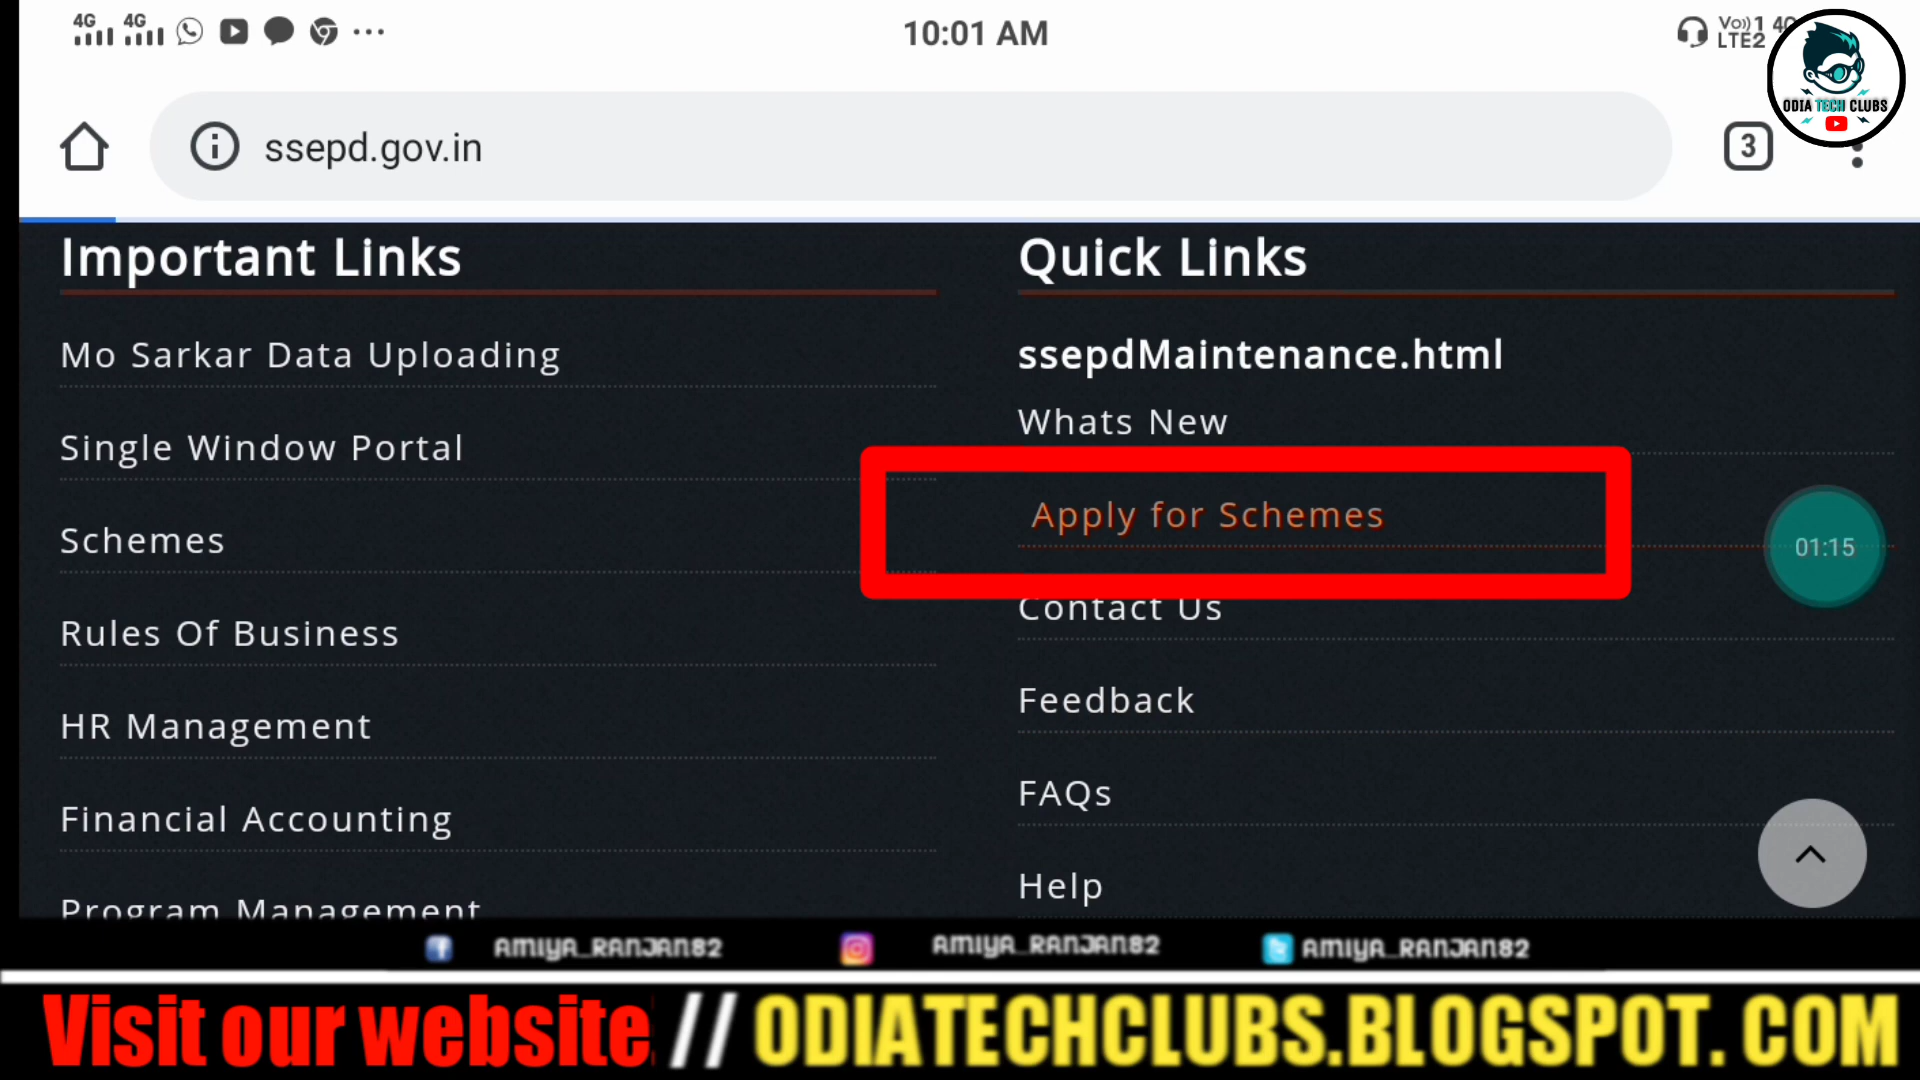 4G 4G
10:01 AM
Vo)) 1 4G
LTE2
ODIA TECH CLUBS
ssepd.gov.in
3
Important Links
Mo Sarkar Data Uploading
Single Window Portal
Schemes
Rules Of Business
HR Management
Financial Accounting
Program Management
Quick Links
ssepdMaintenance.html
Whats New
Apply for Schemes
Contact Us
Feedback
FAQs
Help
01:15
AMIYA_RANJAN82 AMIYA_RANJAN82 AMIYA_RANJAN82
Visit our website // ODIATECHCLUBS.BLOGSPOT. COM